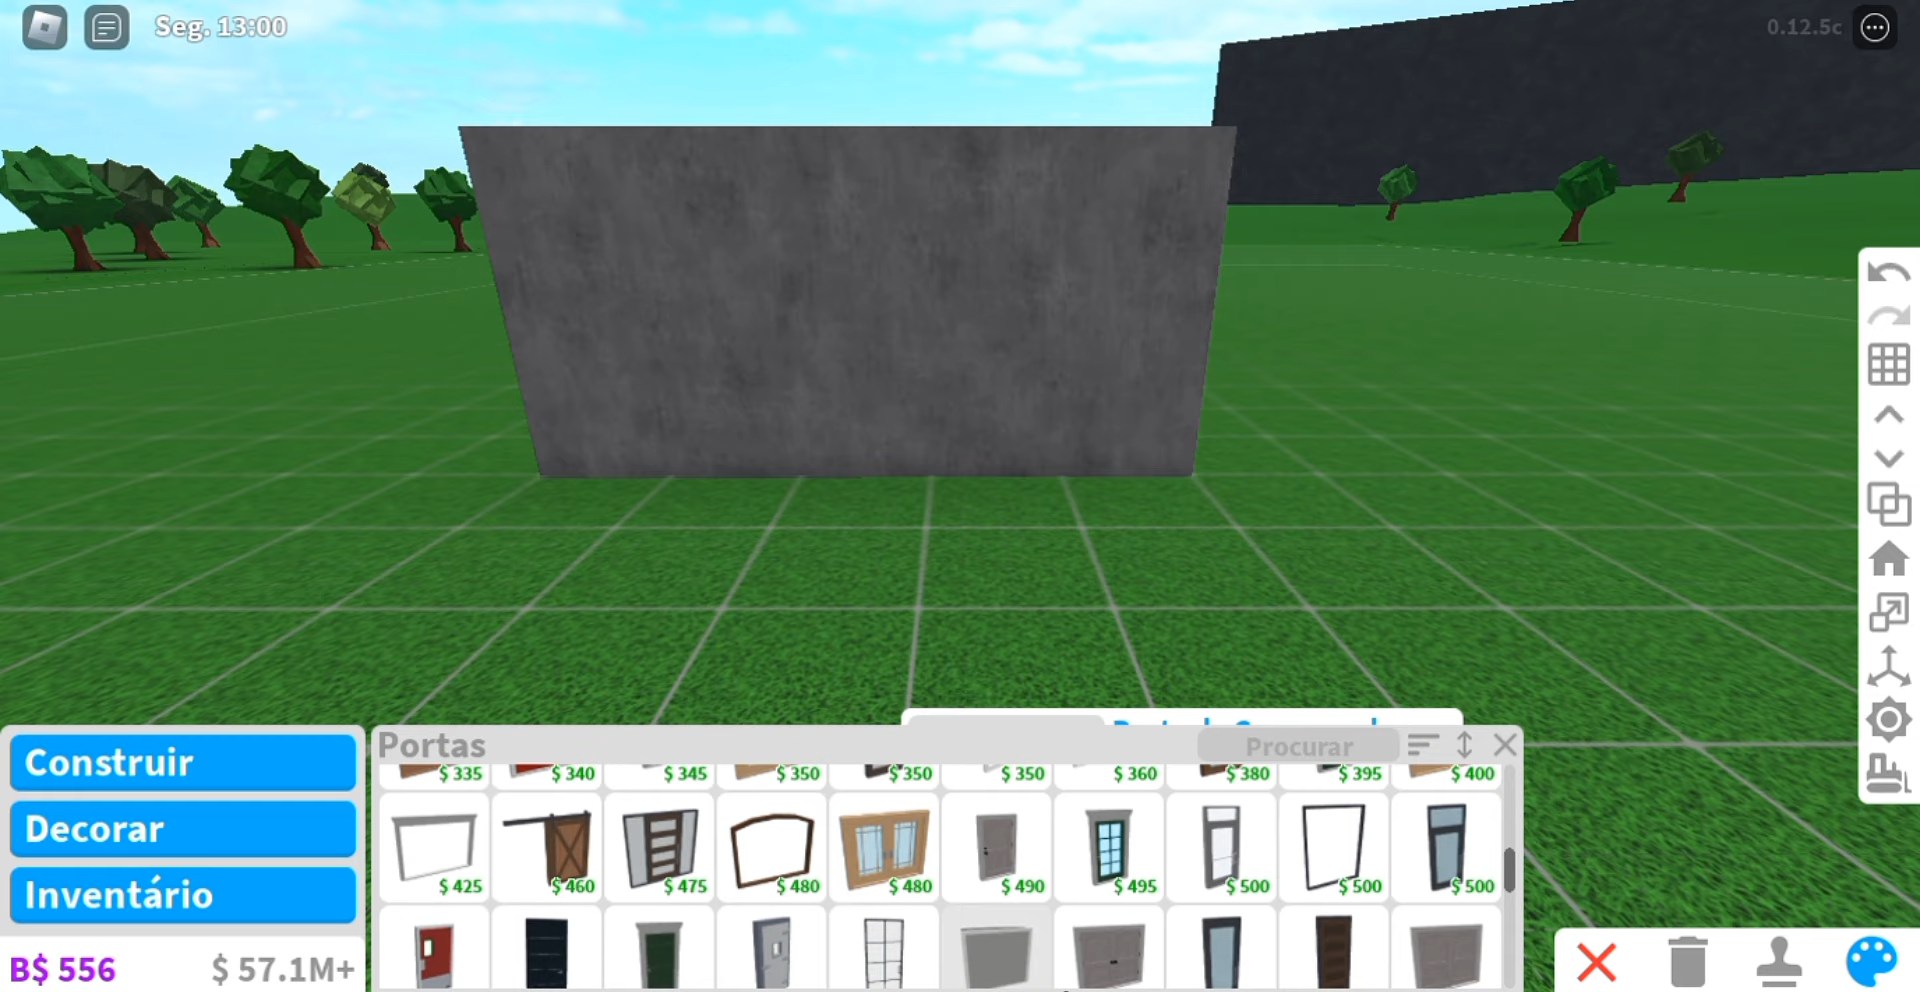 Seg. 13:00
0.12.5c
Construir
Decorar
Inventário
B$ 556
$ 57.1M+
Portas
Procurar
$ 335
$ 340
$ 345
$ 350
$ 350
$ 350
$ 360
$ 380
$ 395
$ 400
$ 425
$ 460
$ 475
$ 480
$ 480
$ 490
$ 495
$ 500
$ 500
$ 500